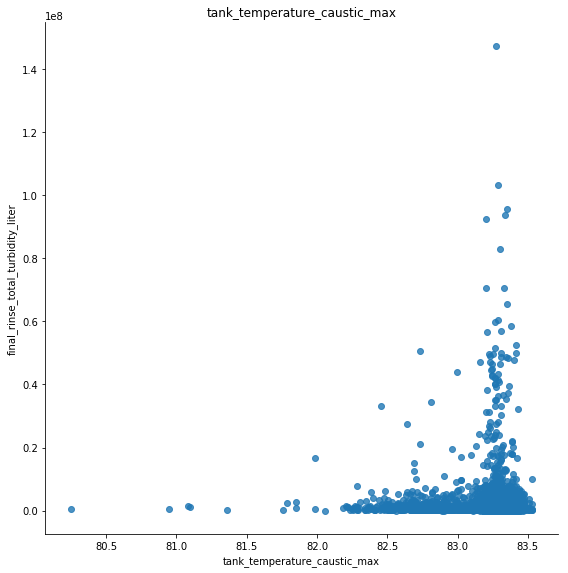 tank_temperature_caustic_max
1e8
1.4
1.2
1.0
0.8
0.6
0.4
0.2
0.0
final_rinse_total_turbidity_liter
80.5 81.0 81.5 82.0 82.5 83.0 83.5
tank_temperature_caustic_max